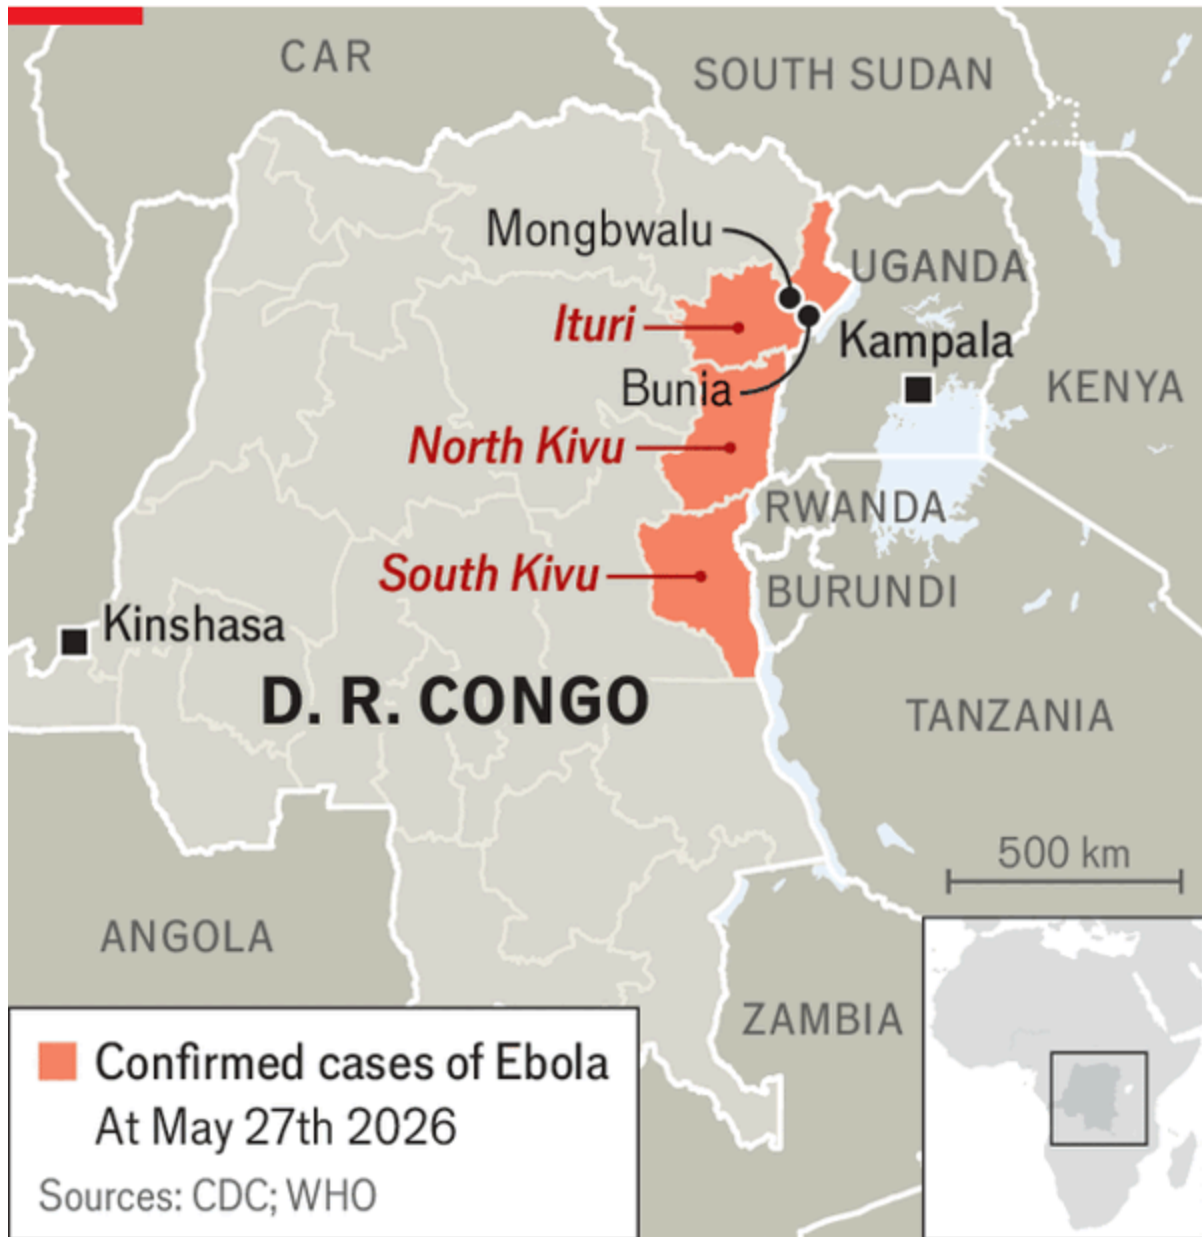 CAR
SOUTH SUDAN
Mongbwalu
UGANDA
Ituri
Kampala
Bunia
KENYA
North Kivu
RWANDA
South Kivu
BURUNDI
Kinshasa
D. R. CONGO
TANZANIA
500 km
ANGOLA
ZAMBIA
Confirmed cases of Ebola
At May 27th 2026
Sources: CDC; WHO